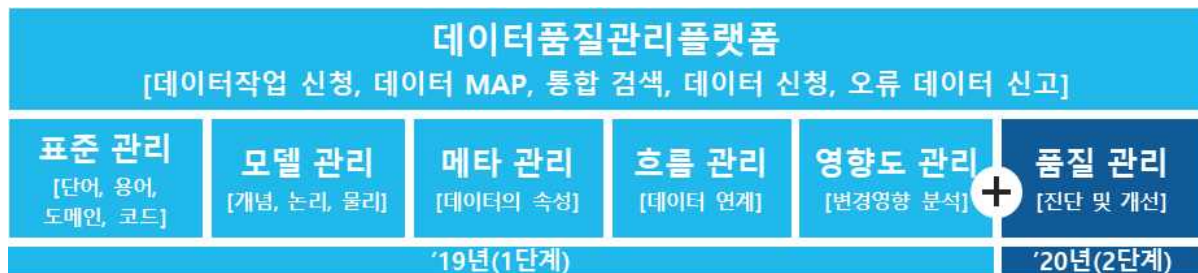 데이터품질관리플랫폼
[데이터작업 신청, 데이터 MAP, 통합 검색, 데이터 신청, 오류 데이터 신고]
표준 관리
[단어, 용어,
도메인, 코드]
모델 관리
[개념, 논리, 물리]
메타 관리
[데이터의 속성]
흐름 관리
[데이터 연계]
영향도 관리
[변경영향 분석]
+
품질 관리
[진단 및 개선]
'19년(1단계)
'20년(2단계)